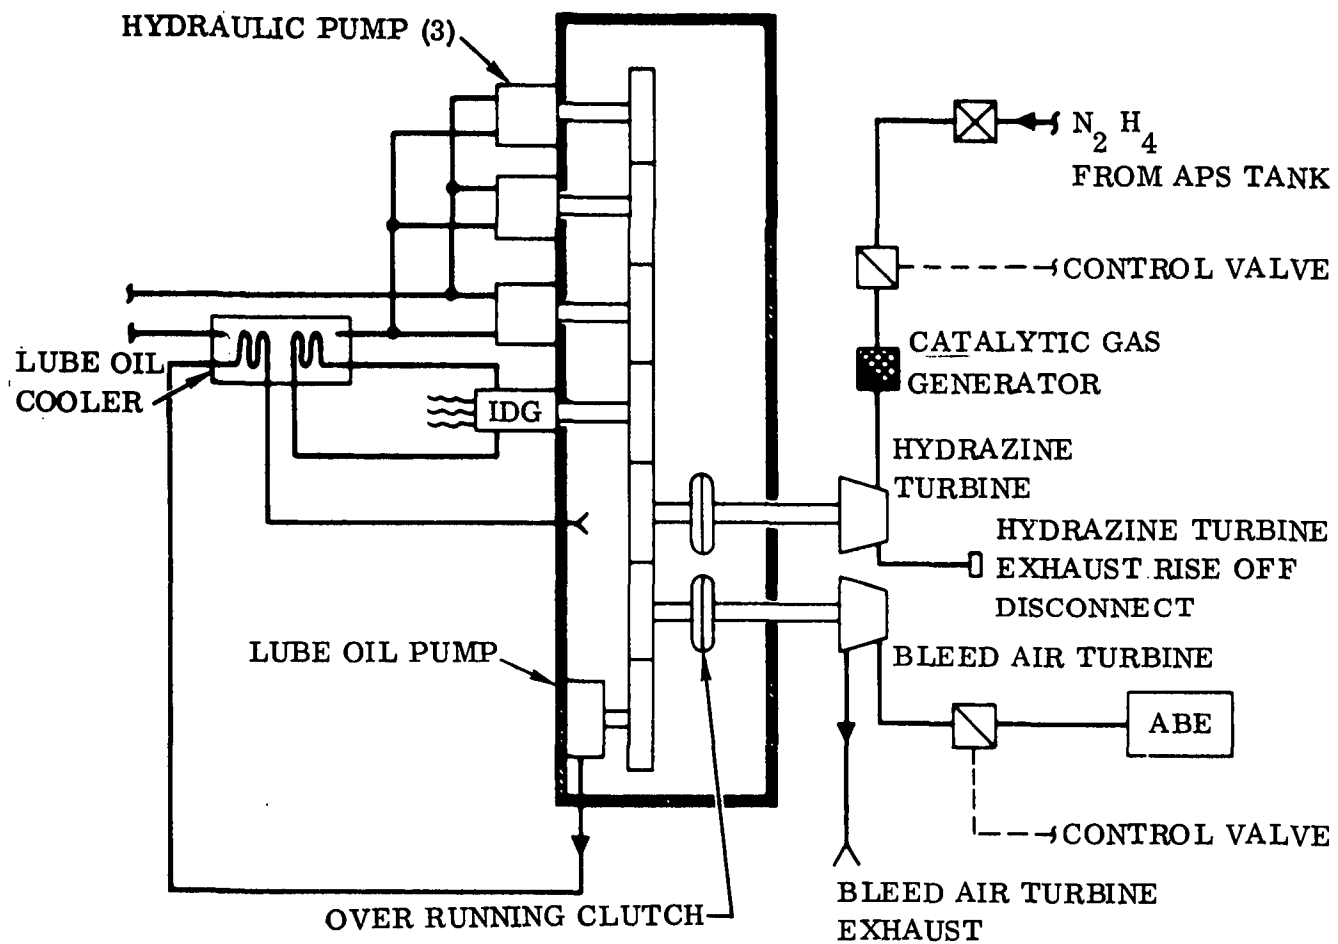 HYDRAULIC PUMP (3)
N2 H4
FROM APS TANK
CONTROL VALVE
CATALYTIC GAS
GENERATOR
LUBE OIL
COOLER
IDG
HYDRAZINE
TURBINE
HYDRAZINE TURBINE
EXHAUST RISE OFF
DISCONNECT
LUBE OIL PUMP
BLEED AIR TURBINE
ABE
CONTROL VALVE
BLEED AIR TURBINE
EXHAUST
OVER RUNNING CLUTCH